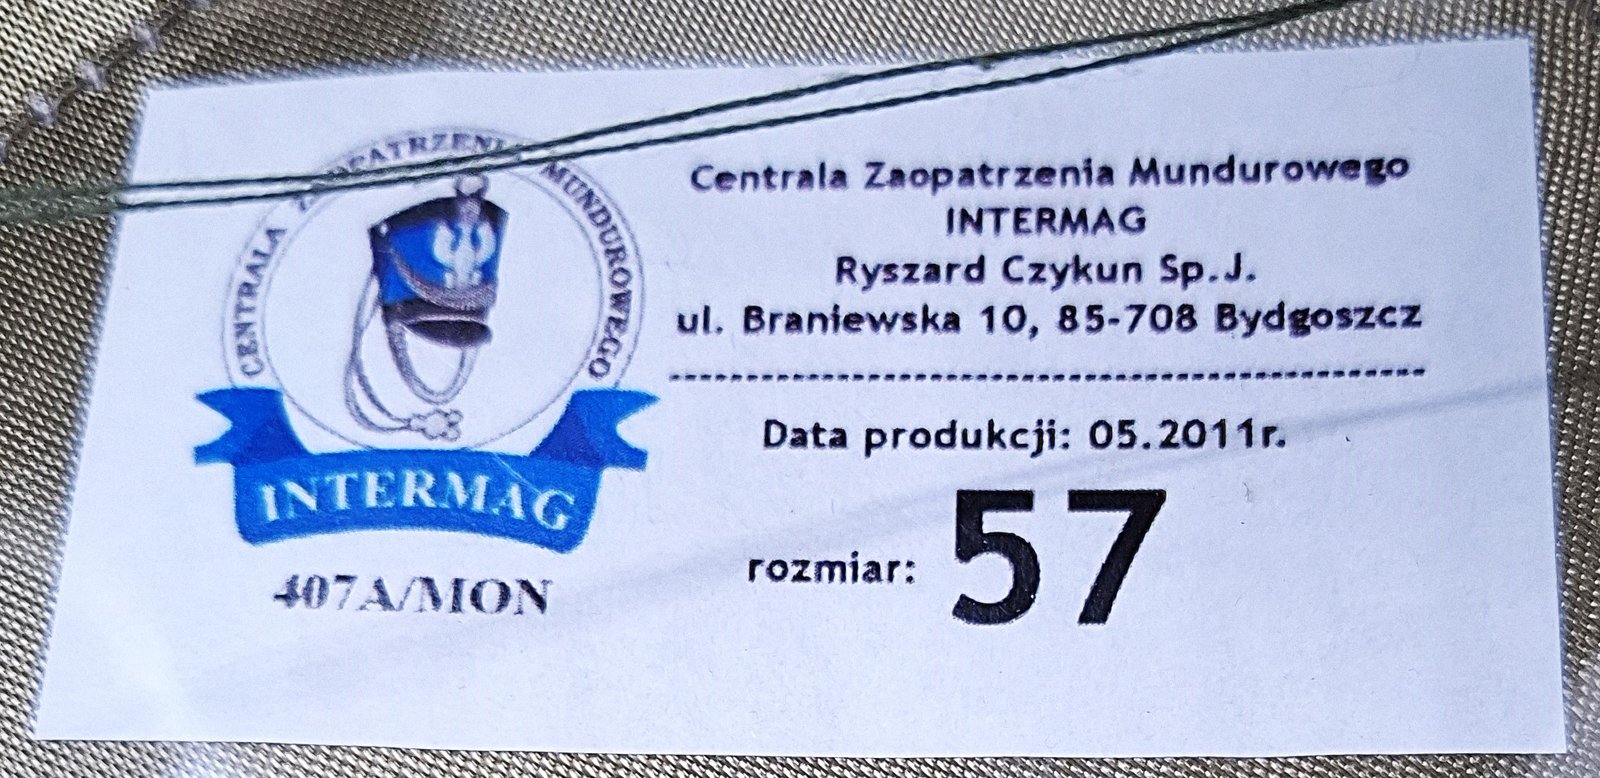 CENTRALA ZAOPATRZENIA MUNDUROWEGO
INTERMAG
407A/MON
Centrala Zaopatrzenia Mundurowego
INTERMAG
Ryszard Czykun Sp.J.
ul. Braniewska 10, 85-708 Bydgoszcz
Data produkcji: 05.2011r.
rozmiar: 57